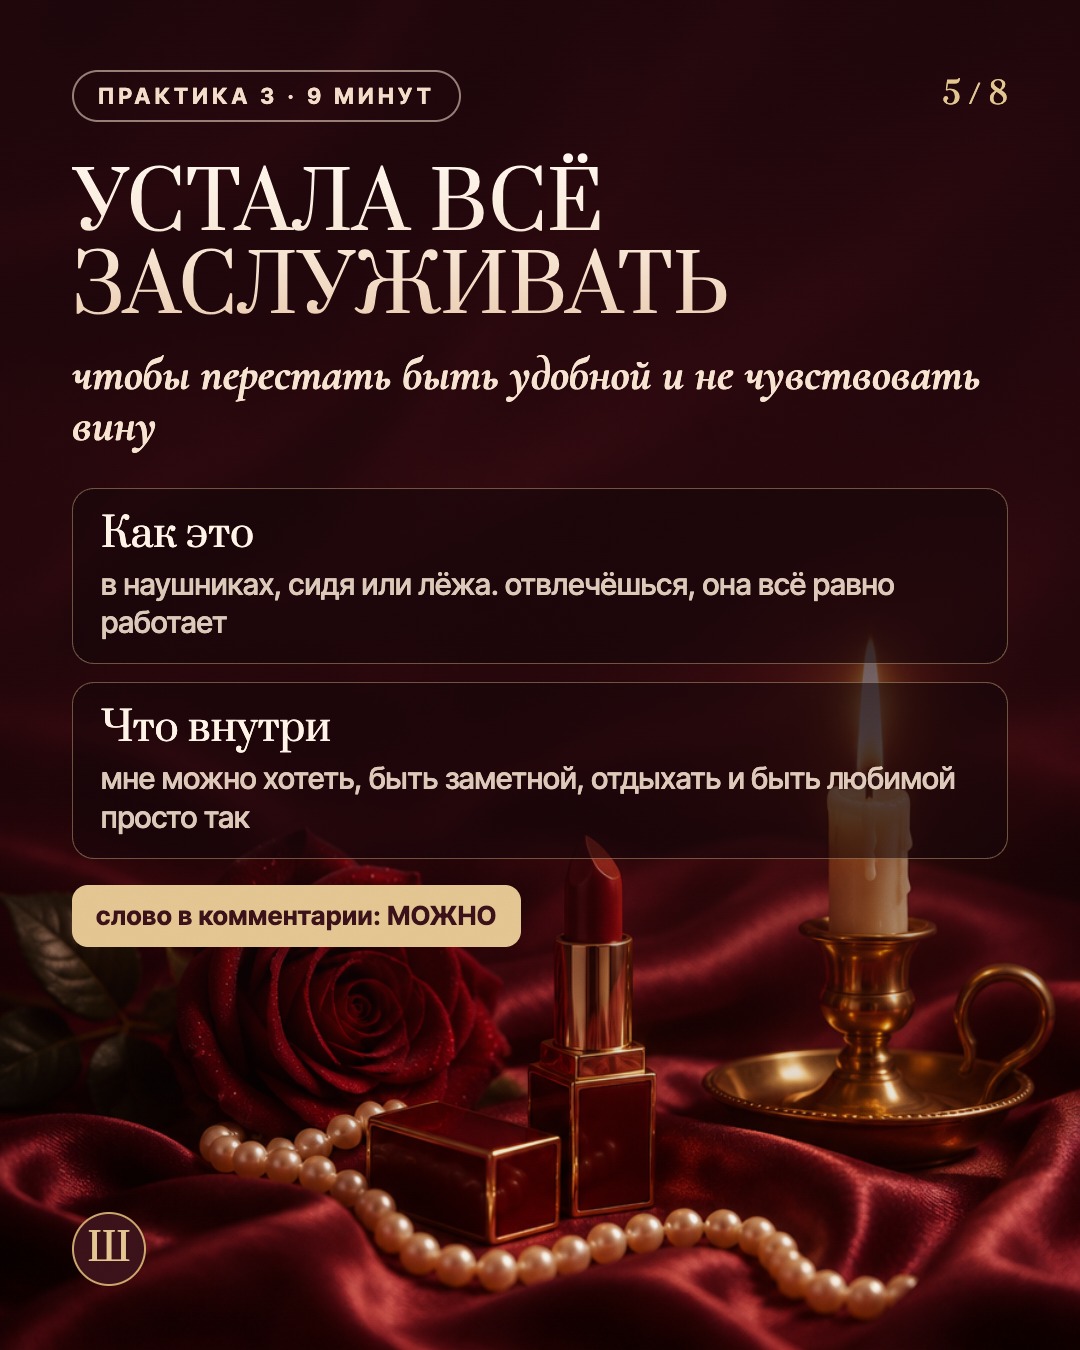 ПРАКТИКА 3 · 9 МИНУТ
5 / 8
УСТАЛА ВСЁ
ЗАСЛУЖИВАТЬ
чтобы перестать быть удобной и не чувствовать
вину
Как это
в наушниках, сидя или лёжа. отвлечёшься, она всё равно
работает
Что внутри
мне можно хотеть, быть заметной, отдыхать и быть любимой
просто так
слово в комментарии: МОЖНО
Ш